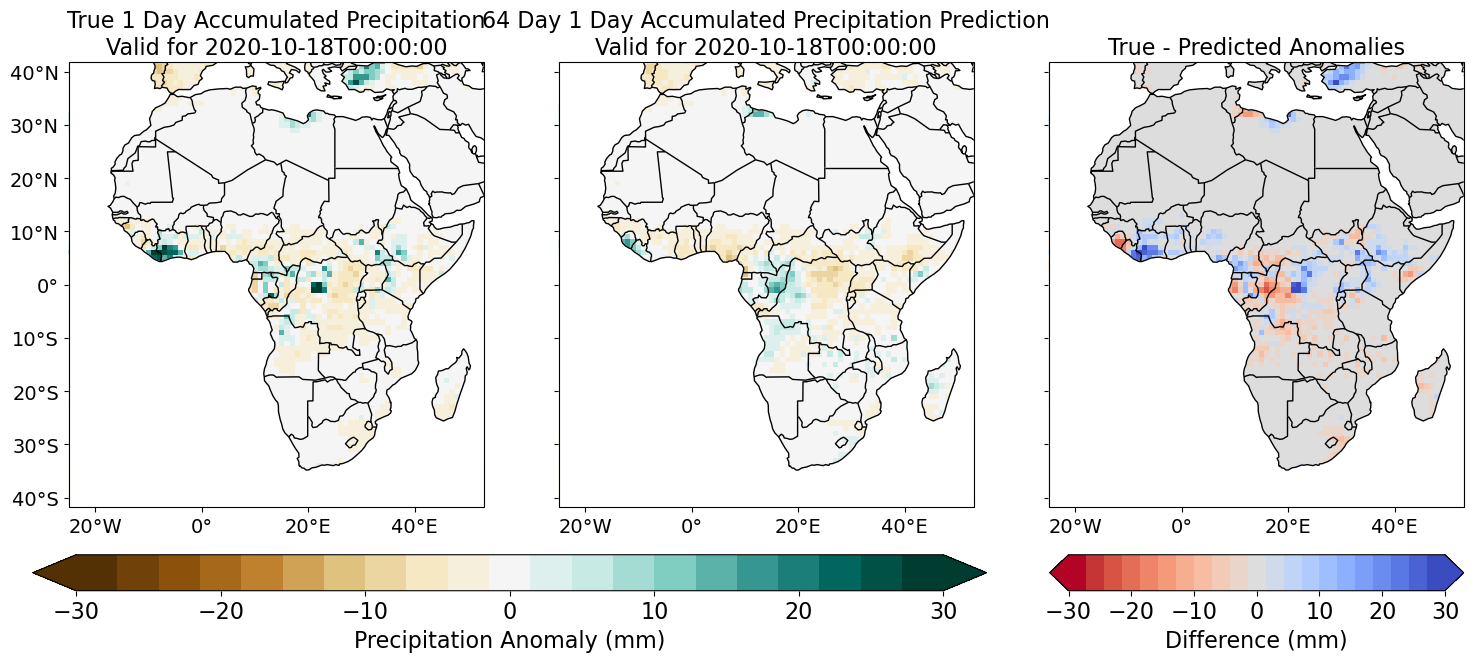 True 1 Day Accumulated Precipitation
Valid for 2020-10-18T00:00:00
64 Day 1 Day Accumulated Precipitation Prediction
Valid for 2020-10-18T00:00:00
True - Predicted Anomalies
40°N
30°N
20°N
10°N
0°
10°S
20°S
30°S
40°S
20°W 0° 20°E 40°E
20°W 0° 20°E 40°E
20°W 0° 20°E 40°E
−30 −20 −10 0 10 20 30
Precipitation Anomaly (mm)
−30 −20 −10 0 10 20 30
Difference (mm)